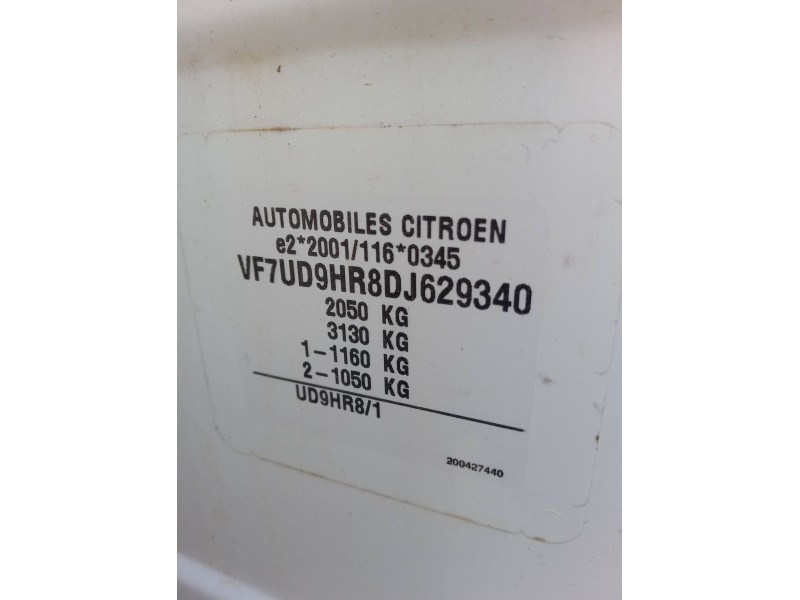 AUTOMOBILES CITROEN
e2*2001/116*0345
VF7UD9HR8DJ629340
2050 KG
3130 KG
1-1160 KG
2-1050 KG
UD9HR8/1
200427440